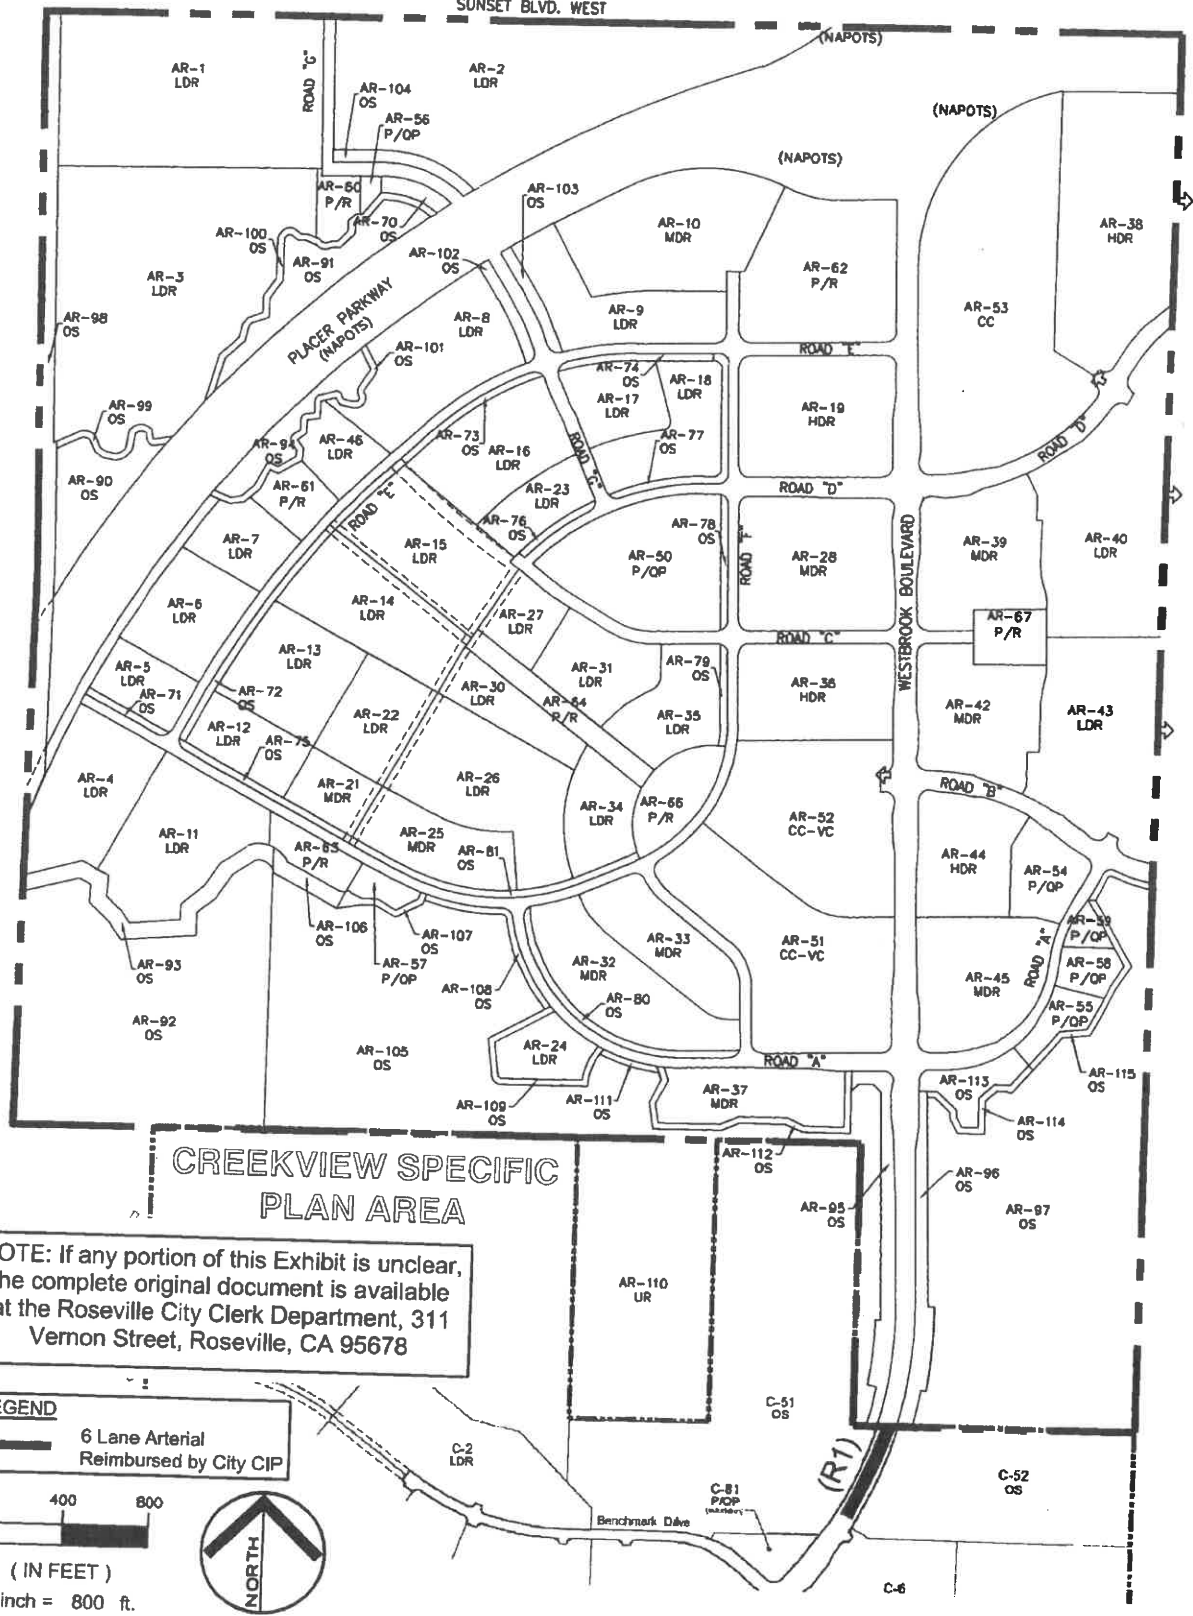 SUNSET BLVD. WEST
(NAPOTS)
AR-1
LDR
ROAD "G"
AR-2
LDR
AR-104
OS
AR-56
P/QP
(NAPOTS)
(NAPOTS)
AR-60
P/R
AR-70
OS
AR-103
OS
AR-10
MDR
AR-38
HDR
AR-100
OS
AR-91
OS
AR-102
OS
AR-62
P/R
AR-3
LDR
AR-53
CC
AR-98
OS
PLACER PARKWAY
(NAPOTS)
AR-8
LDR
AR-9
LDR
AR-101
OS
ROAD "E"
AR-74
OS
AR-18
LDR
AR-17
LDR
AR-99
OS
AR-19
HDR
ROAD "D"
AR-94
OS
AR-46
LDR
AR-73
OS
AR-16
LDR
ROAD "G"
AR-77
OS
AR-90
OS
AR-61
P/R
ROAD "E"
AR-23
LDR
ROAD "D"
AR-7
LDR
AR-15
LDR
AR-76
OS
AR-50
P/QP
AR-78
OS
ROAD "F"
AR-28
MDR
WESTBROOK BOULEVARD
AR-39
MDR
AR-40
LDR
AR-6
LDR
AR-14
LDR
AR-27
LDR
AR-67
P/R
ROAD "C"
AR-5
LDR
AR-71
OS
AR-13
LDR
AR-72
OS
AR-31
LDR
AR-79
OS
AR-36
HDR
AR-30
LDR
AR-64
P/R
AR-12
LDR
AR-75
OS
AR-22
LDR
AR-35
LDR
AR-42
MDR
AR-43
LDR
AR-4
LDR
AR-21
MDR
AR-26
LDR
ROAD "B"
AR-34
LDR
AR-66
P/R
AR-52
CC-VC
AR-11
LDR
AR-63
P/R
AR-25
MDR
AR-81
OS
AR-44
HDR
AR-54
P/QP
AR-106
OS
AR-107
OS
AR-59
P/QP
AR-93
OS
AR-57
P/QP
AR-33
MDR
AR-51
CC-VC
ROAD "A"
AR-32
MDR
AR-58
P/QP
AR-108
OS
AR-80
OS
AR-45
MDR
AR-55
P/QP
AR-92
OS
AR-105
OS
AR-24
LDR
ROAD "A"
AR-115
OS
AR-109
OS
AR-111
OS
AR-37
MDR
AR-113
OS
AR-114
OS
AR-112
OS
CREEKVIEW SPECIFIC
PLAN AREA
AR-96
OS
AR-95
OS
AR-97
OS
OTE: If any portion of this Exhibit is unclear,
he complete original document is available
at the Roseville City Clerk Department, 311
Vernon Street, Roseville, CA 95678
AR-110
UR
EGEND
6 Lane Arterial
Reimbursed by City CIP
C-51
OS
C-2
LDR
(R1)
C-52
OS
C-81
P/QP
400 800
Benchmark Drive
( IN FEET )
inch = 800 ft.
NORTH
C-6